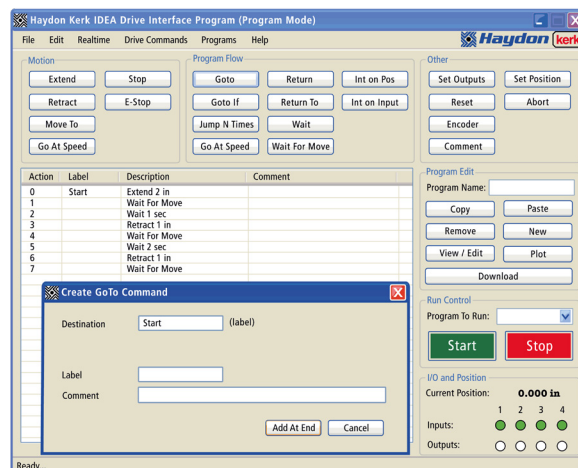 Haydon Kerk IDEA Drive Interface Program (Program Mode)
File Edit Realtime Drive Commands Programs Help
Haydon kerk
Motion
Extend Stop
Retract E-Stop
Move To
Go At Speed
Program Flow
Goto Return Int on Pos
Goto If Return To Int on Input
Jump N Times Wait
Go At Speed Wait For Move
Other
Set Outputs Set Position
Reset Abort
Encoder
Comment
Action Label Description Comment
0 Start Extend 2 in
1 Wait For Move
2 Wait 1 sec
3 Retract 1 in
4 Wait For Move
5 Wait 2 sec
6 Retract 1 in
7 Wait For Move
Program Edit
Program Name:
Copy Paste
Remove New
View / Edit Plot
Download
Create GoTo Command
Destination Start (label)
Label
Comment
Add At End Cancel
Run Control
Program To Run:
Start Stop
I/O and Position
Current Position: 0.000 in
1 2 3 4
Inputs:
Outputs:
Ready